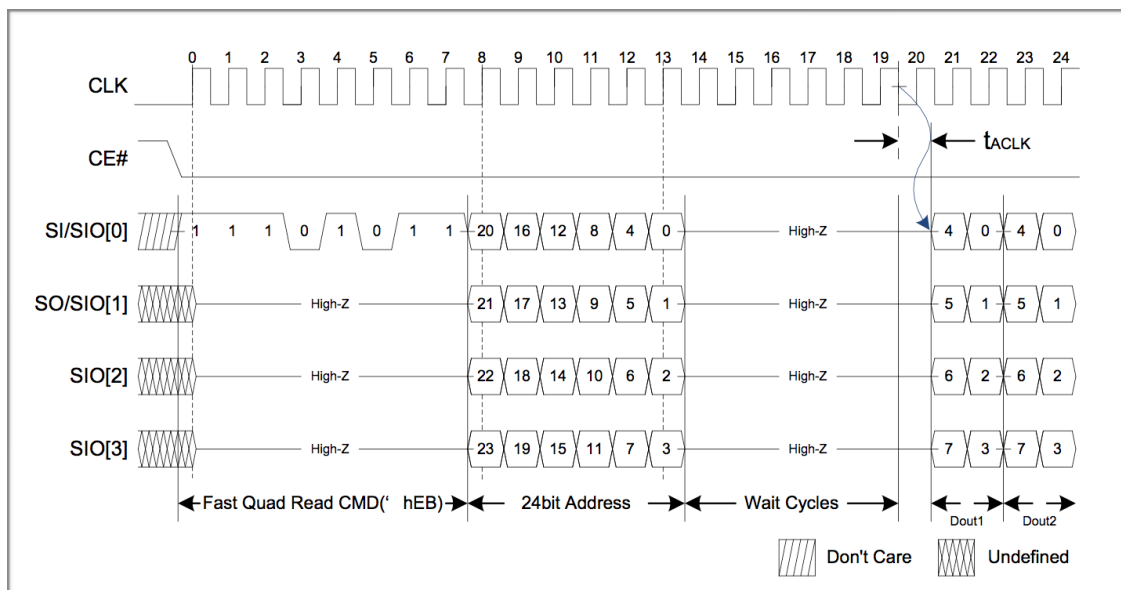 0 1 2 3 4 5 6 7 8 9 10 11 12 13 14 15 16 17 18 19 20 21 22 23 24
CLK
CE#
tACLK
SI/SIO[0] 1 1 1 0 1 0 1 1 20 16 12 8 4 0 High-Z 4 0 4 0
SO/SIO[1] High-Z 21 17 13 9 5 1 High-Z 5 1 5 1
SIO[2] High-Z 22 18 14 10 6 2 High-Z 6 2 6 2
SIO[3] High-Z 23 19 15 11 7 3 High-Z 7 3 7 3
Fast Quad Read CMD(‘ hEB) 24bit Address Wait Cycles
Dout1 Dout2
Don't Care Undefined